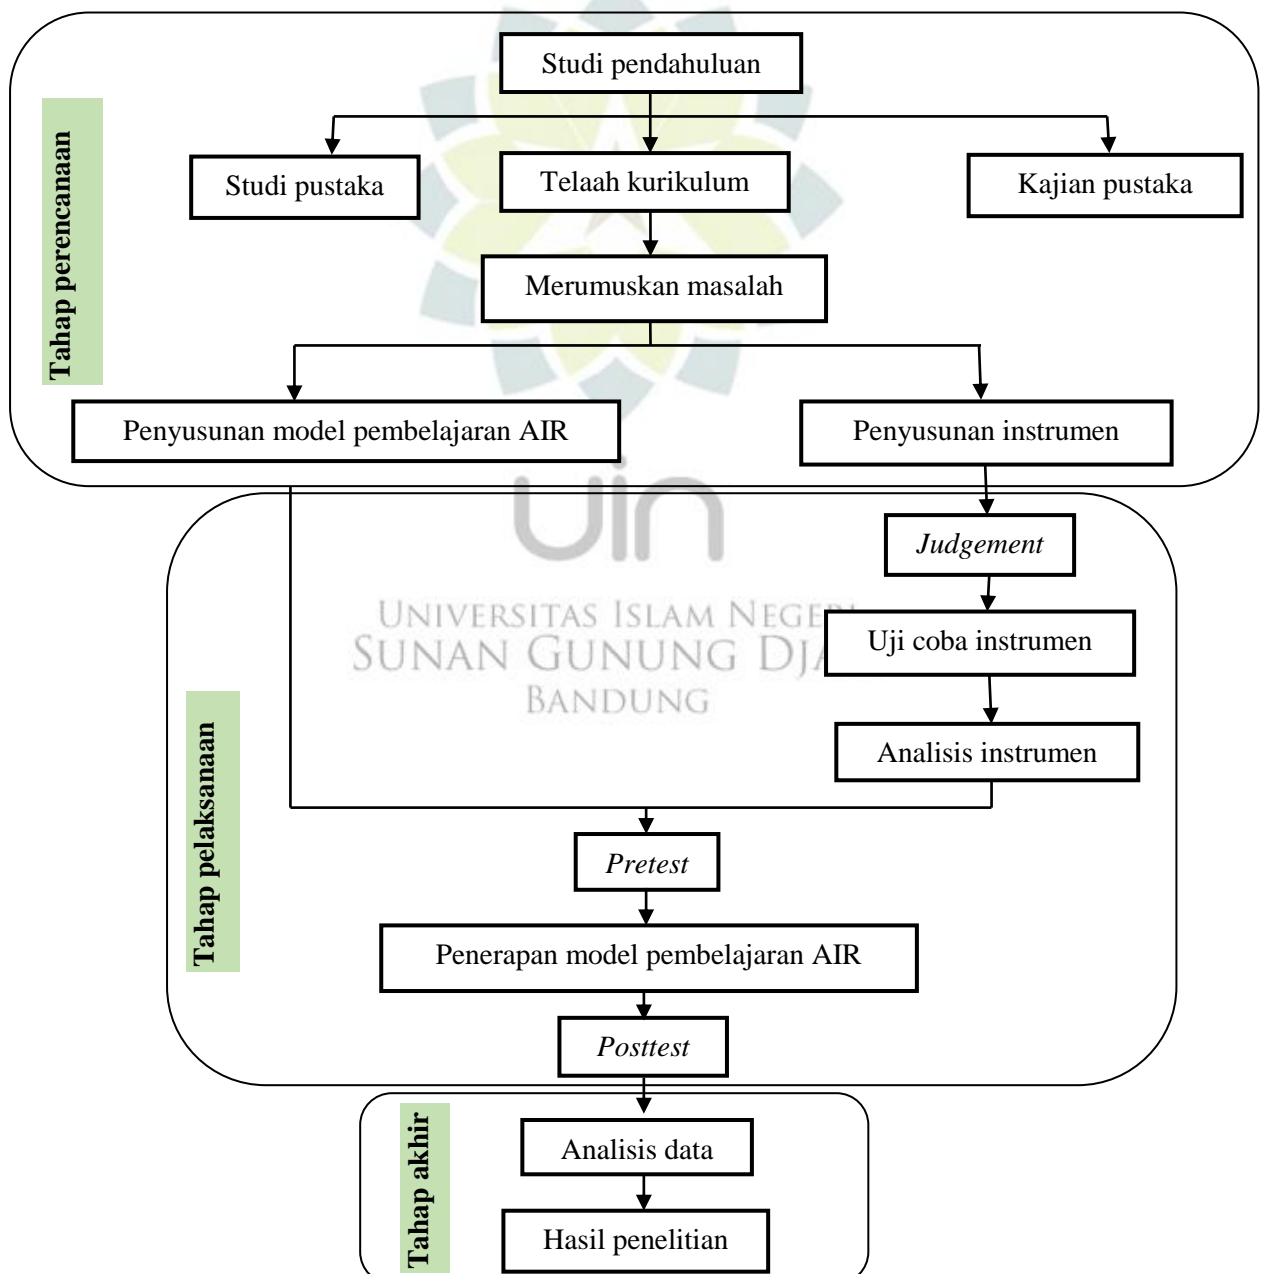 Studi pendahuluan
Tahap perencanaan
Studi pustaka
Telaah kurikulum
Kajian pustaka
Merumuskan masalah
Penyusunan model pembelajaran AIR
Penyusunan instrumen
uin
Judgement
UNIVERSITAS ISLAM NEGERI
SUNAN GUNUNG DJA
BANDUNG
Uji coba instrumen
Analisis instrumen
Tahap pelaksanaan
Pretest
Penerapan model pembelajaran AIR
Posttest
Tahap akhir
Analisis data
Hasil penelitian